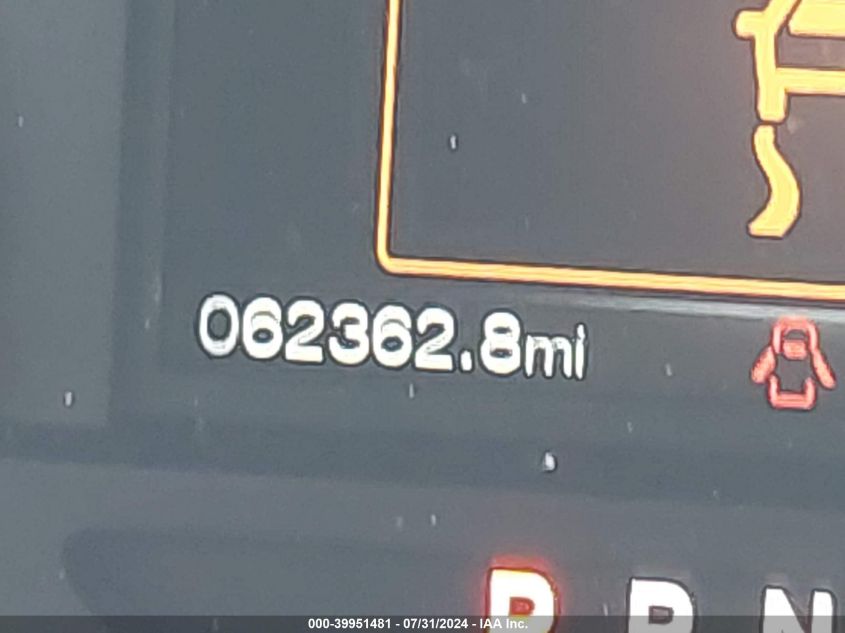 062362.8mi
P R N
000-39951481 - 07/31/2024 - IAA Inc.